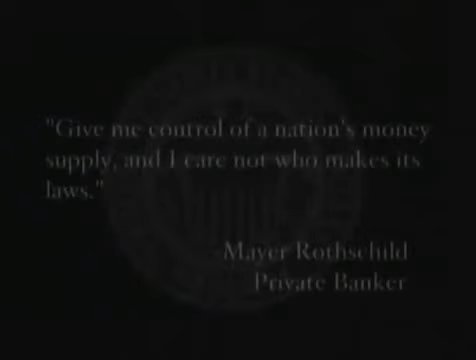 "Give me control of a nation's money
supply, and I care not who makes its
laws."
Mayer Rothschild
Private Banker